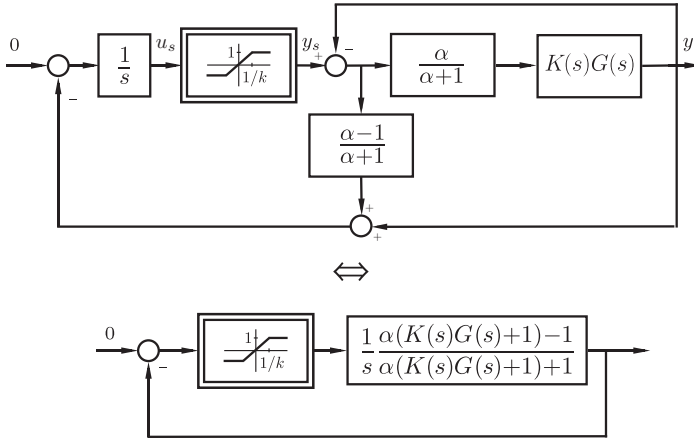 0
−
1/s
u_s
1
1/k
y_s
+
−
α/(α+1)
K(s)G(s)
y
(α−1)/(α+1)
+
+
⇔
0
−
1
1/k
1/s (α(K(s)G(s)+1)−1)/(α(K(s)G(s)+1)+1)